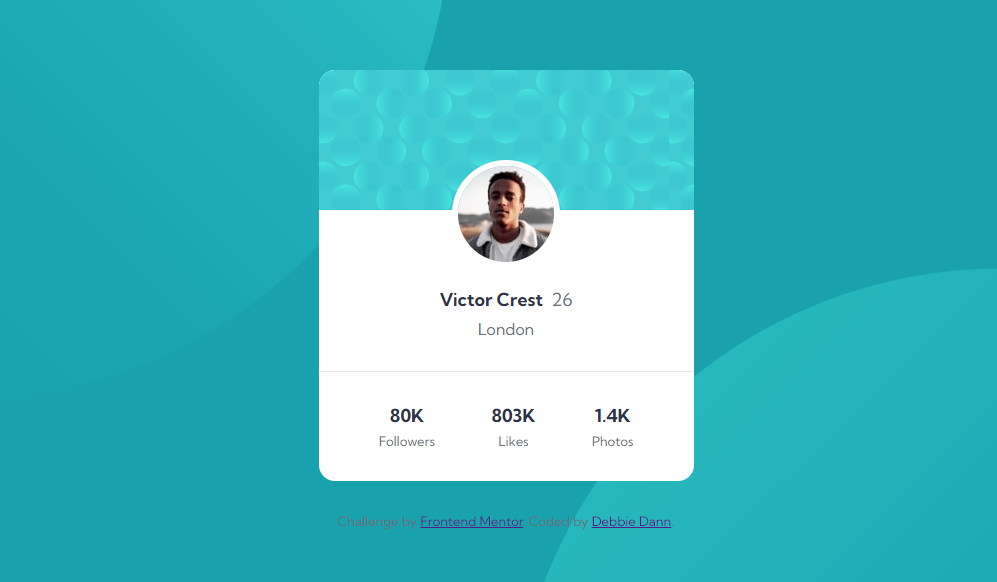 Victor Crest 26
London
80K 803K 1.4K
Followers Likes Photos
Challenge by Frontend Mentor. Coded by Debbie Dann.